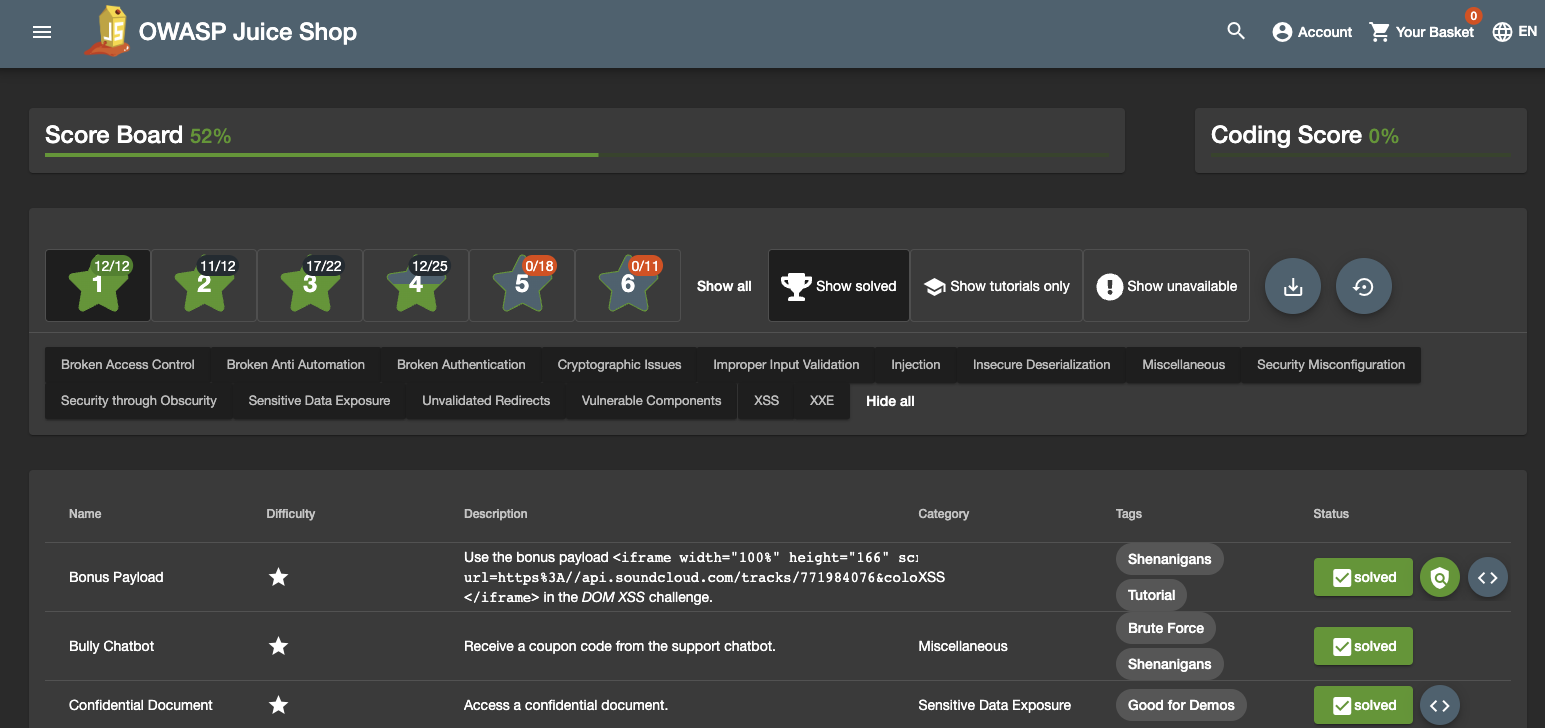 JS OWASP Juice Shop Account Your Basket 0 EN
Score Board 52%
Coding Score 0%
1 12/12 2 11/12 3 17/22 4 12/25 5 0/18 6 0/11 Show all Show solved Show tutorials only Show unavailable
Broken Access Control Broken Anti Automation Broken Authentication Cryptographic Issues Improper Input Validation Injection Insecure Deserialization Miscellaneous Security Misconfiguration
Security through Obscurity Sensitive Data Exposure Unvalidated Redirects Vulnerable Components XSS XXE Hide all
Name Difficulty Description Category Tags Status
Bonus Payload
Use the bonus payload <iframe width="100%" height="166" scr
url=https%3A//api.soundcloud.com/tracks/771984076&colo
</iframe> in the DOM XSS challenge.
XSS
Shenanigans
Tutorial
solved
Bully Chatbot Receive a coupon code from the support chatbot. Miscellaneous
Brute Force
Shenanigans
solved
Confidential Document Access a confidential document. Sensitive Data Exposure Good for Demos solved